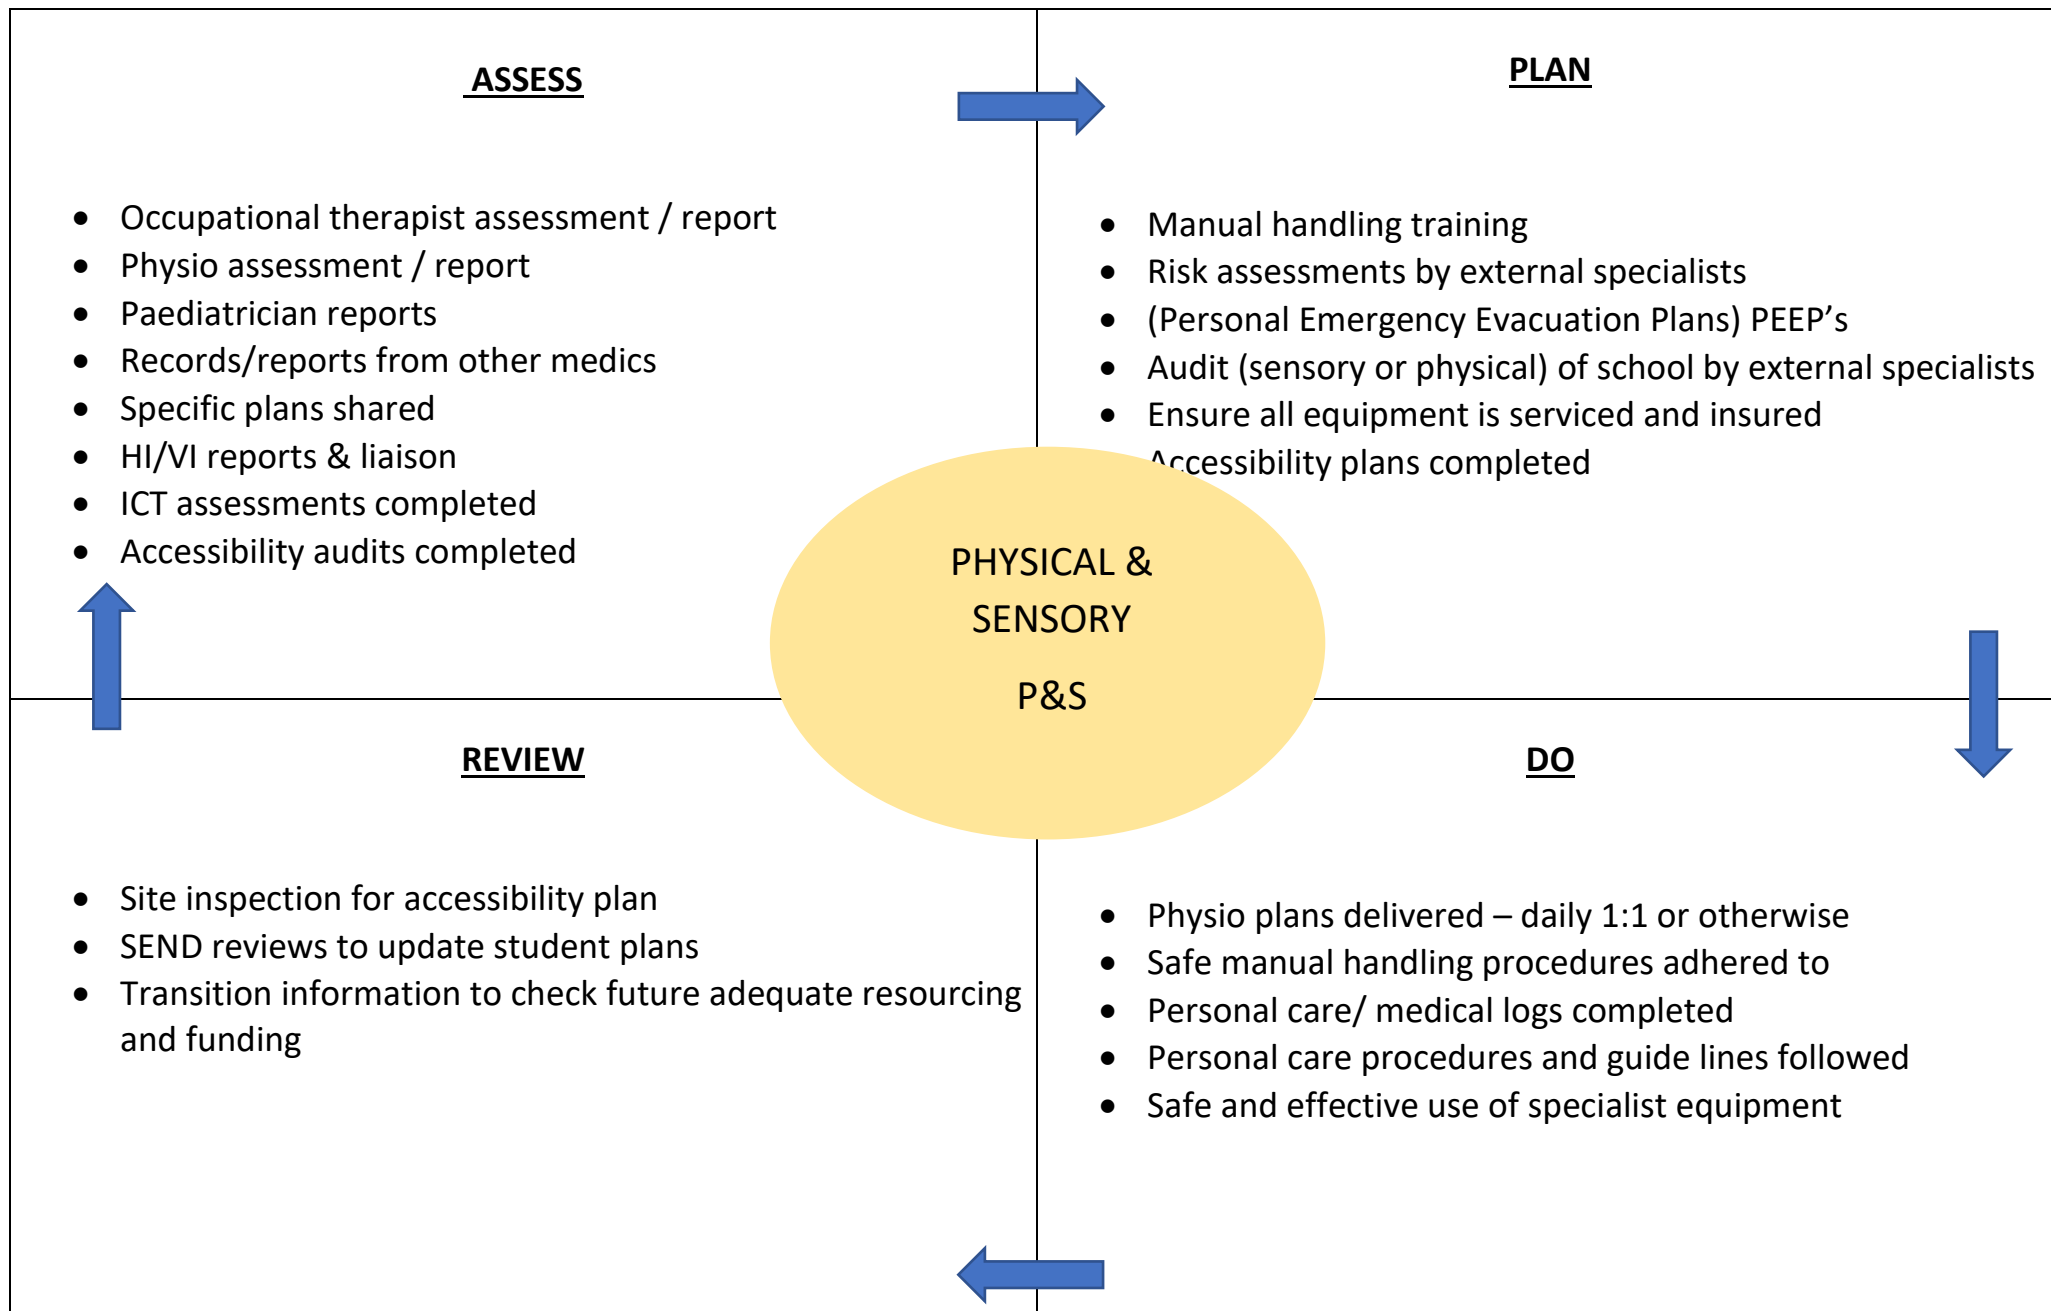 ASSESS
• Occupational therapist assessment / report
• Physio assessment / report
• Paediatrician reports
• Records/reports from other medics
• Specific plans shared
• HI/VI reports & liaison
• ICT assessments completed
• Accessibility audits completed
PLAN
• Manual handling training
• Risk assessments by external specialists
• (Personal Emergency Evacuation Plans) PEEP’s
• Audit (sensory or physical) of school by external specialists
• Ensure all equipment is serviced and insured
Accessibility plans completed
PHYSICAL &
SENSORY
P&S
REVIEW
• Site inspection for accessibility plan
• SEND reviews to update student plans
• Transition information to check future adequate resourcing
and funding
DO
• Physio plans delivered – daily 1:1 or otherwise
• Safe manual handling procedures adhered to
• Personal care/ medical logs completed
• Personal care procedures and guide lines followed
• Safe and effective use of specialist equipment